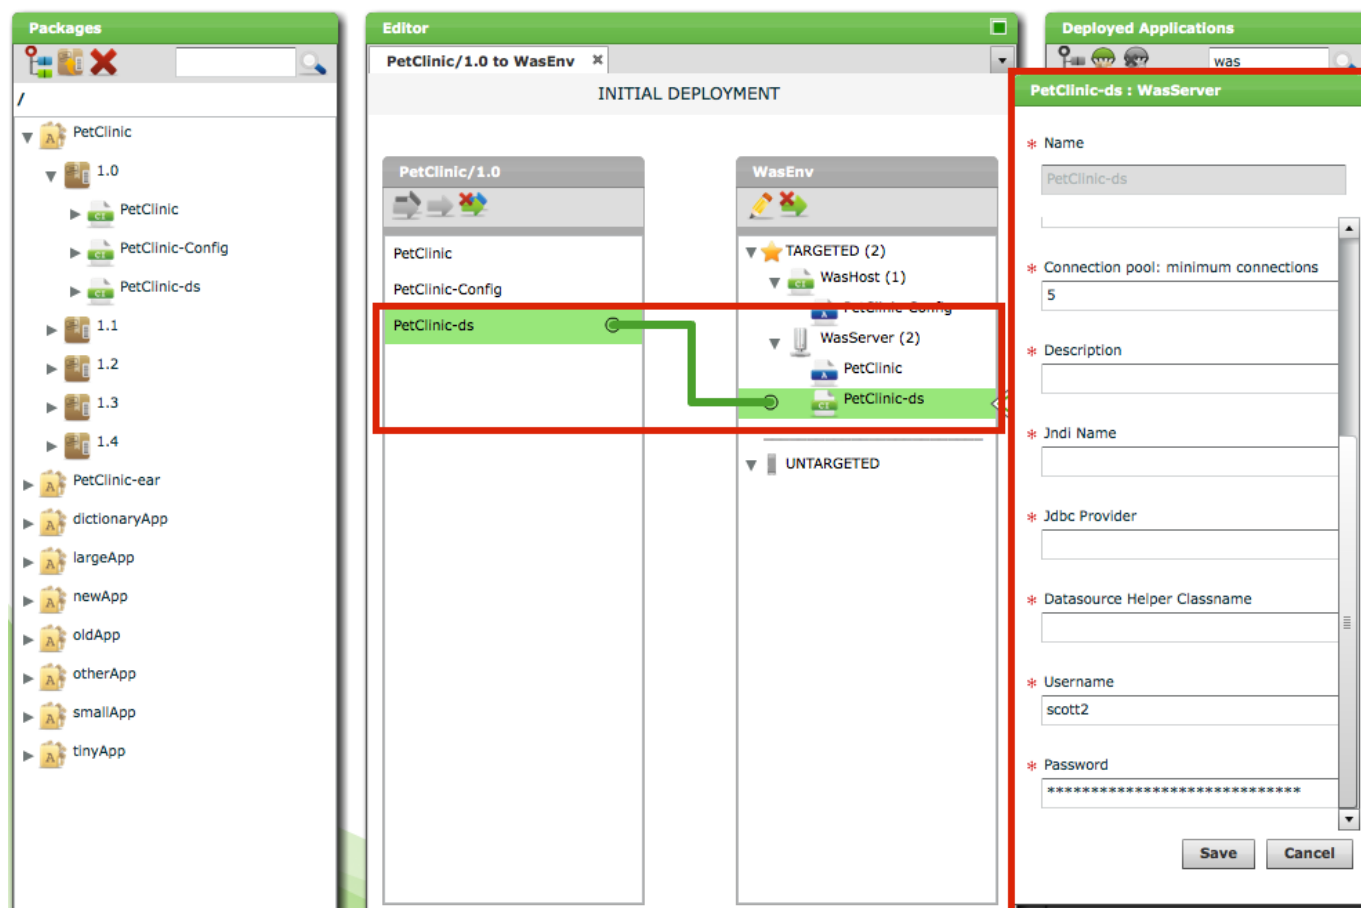 Packages
/
PetClinic
1.0
PetClinic
PetClinic-Config
PetClinic-ds
1.1
1.2
1.3
1.4
PetClinic-ear
dictionaryApp
largeApp
newApp
oldApp
otherApp
smallApp
tinyApp
Editor
PetClinic/1.0 to WasEnv
INITIAL DEPLOYMENT
PetClinic/1.0
PetClinic
PetClinic-Config
PetClinic-ds
WasEnv
TARGETED (2)
WasHost (1)
PetClinic-Config
WasServer (2)
PetClinic
PetClinic-ds
UNTARGETED
Deployed Applications
was
PetClinic-ds : WasServer
* Name
PetClinic-ds
* Connection pool: minimum connections
5
* Description
* Jndi Name
* Jdbc Provider
* Datasource Helper Classname
* Username
scott2
* Password
*****************************
Save Cancel